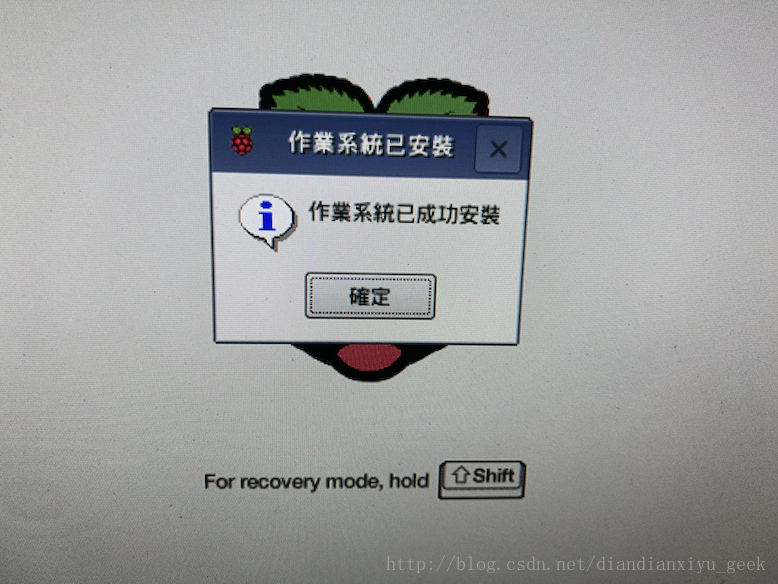 作業系統已安裝
作業系統已成功安裝
確定
For recovery mode, hold Shift
http://blog.csdn.net/diandianxiyu_geek